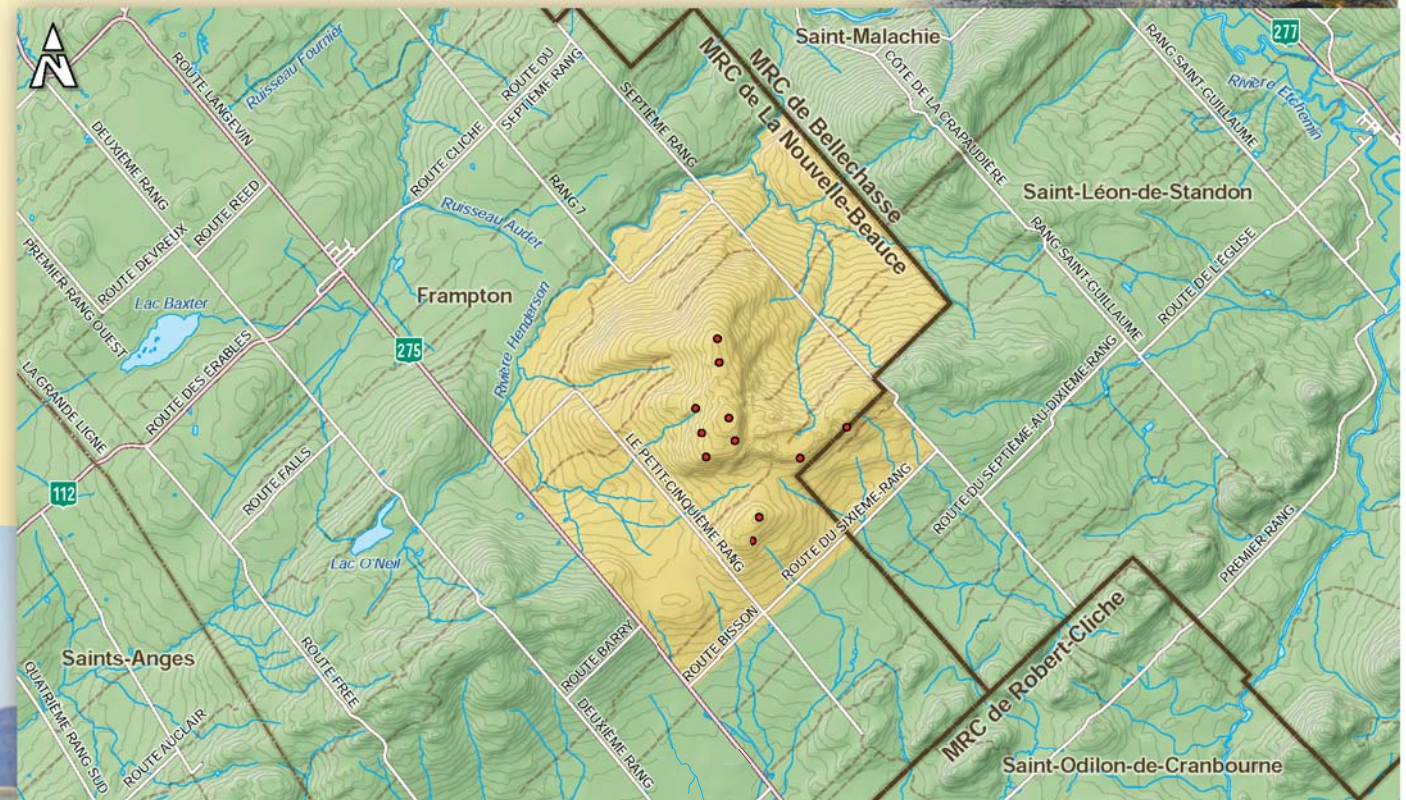 N
277
Saint-Malachie
MRC de Bellechasse
MRC de La Nouvelle-Beauce
ROUTE LANGEVIN
Ruisseau Fournier
ROUTE DU
SEPTIÈME RANG
SEPTIÈME RANG
CÔTE DE LA CRAPAUDIÈRE
RANG SAINT-GUILLAUME
Rivière Etchemin
DEUXIÈME RANG
ROUTE CLICHE
ROUTE REED
RANG 7
Saint-Léon-de-Standon
Ruisseau Audet
ROUTE DEVREUX
PREMIER RANG OUEST
RANG SAINT-GUILLAUME
ROUTE DE L'ÉGLISE
Lac Baxter
Frampton
Rivière Henderson
275
ROUTE DES ÉRABLES
LA GRANDE LIGNE
ROUTE DU SEPTIÈME-AU-DIXIÈME-RANG
112
ROUTE FALLS
LE PETIT-CINQUIÈME RANG
ROUTE DU SIXIÈME-RANG
PREMIER RANG
Lac O'Neil
MRC de Robert-Cliche
ROUTE BISSON
ROUTE BARRY
Saints-Anges
ROUTE FREE
QUATRIÈME RANG SUD
ROUTE AUCLAIR
DEUXIÈME RANG
Saint-Odilon-de-Cranbourne